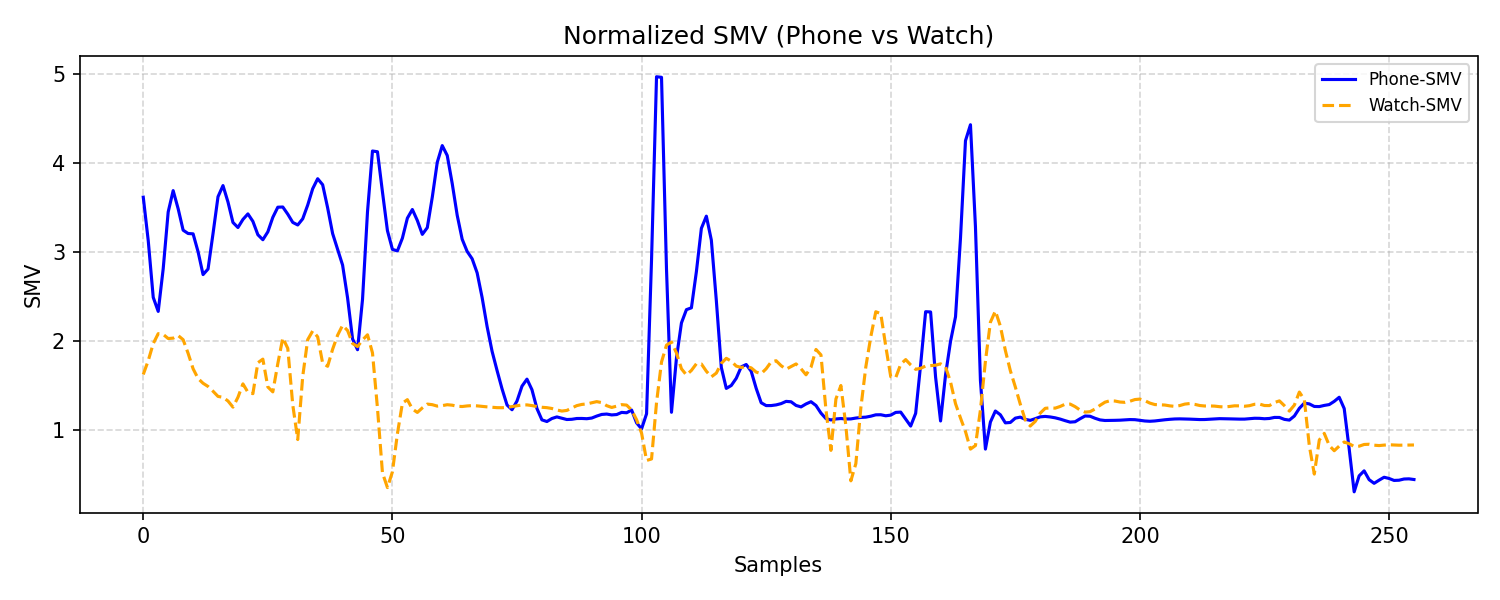 Normalized SMV (Phone vs Watch)
Phone-SMV
Watch-SMV
SMV
5
4
3
2
1
0 50 100 150 200 250
Samples